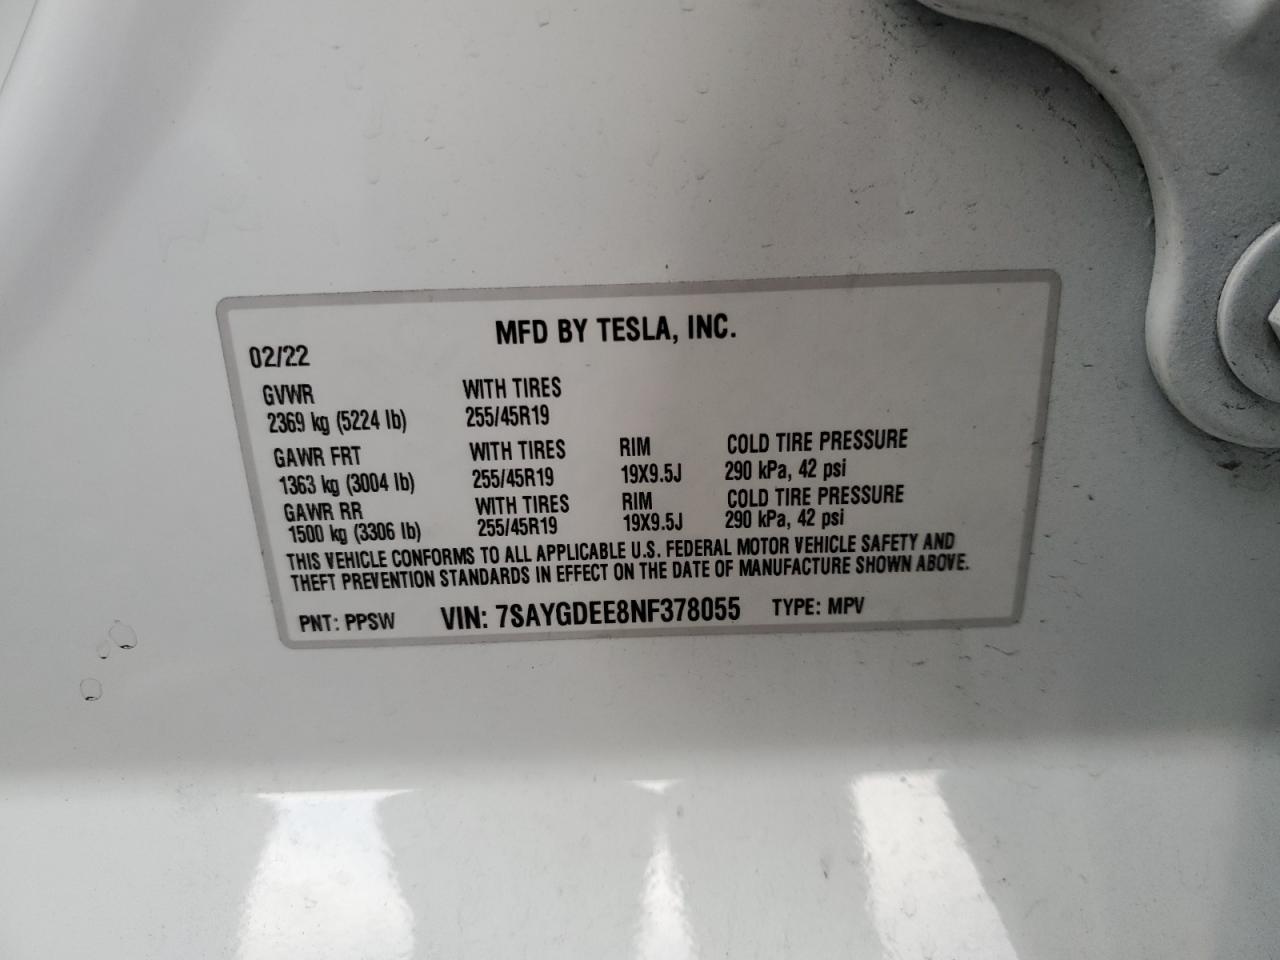 MFD BY TESLA, INC.
02/22
GVWR WITH TIRES
2369 kg (5224 lb) 255/45R19
GAWR FRT WITH TIRES RIM COLD TIRE PRESSURE
1363 kg (3004 lb) 255/45R19 19X9.5J 290 kPa, 42 psi
GAWR RR WITH TIRES RIM COLD TIRE PRESSURE
1500 kg (3306 lb) 255/45R19 19X9.5J 290 kPa, 42 psi
THIS VEHICLE CONFORMS TO ALL APPLICABLE U.S. FEDERAL MOTOR VEHICLE SAFETY AND
THEFT PREVENTION STANDARDS IN EFFECT ON THE DATE OF MANUFACTURE SHOWN ABOVE.
PNT: PPSW VIN: 7SAYGDEE8NF378055 TYPE: MPV